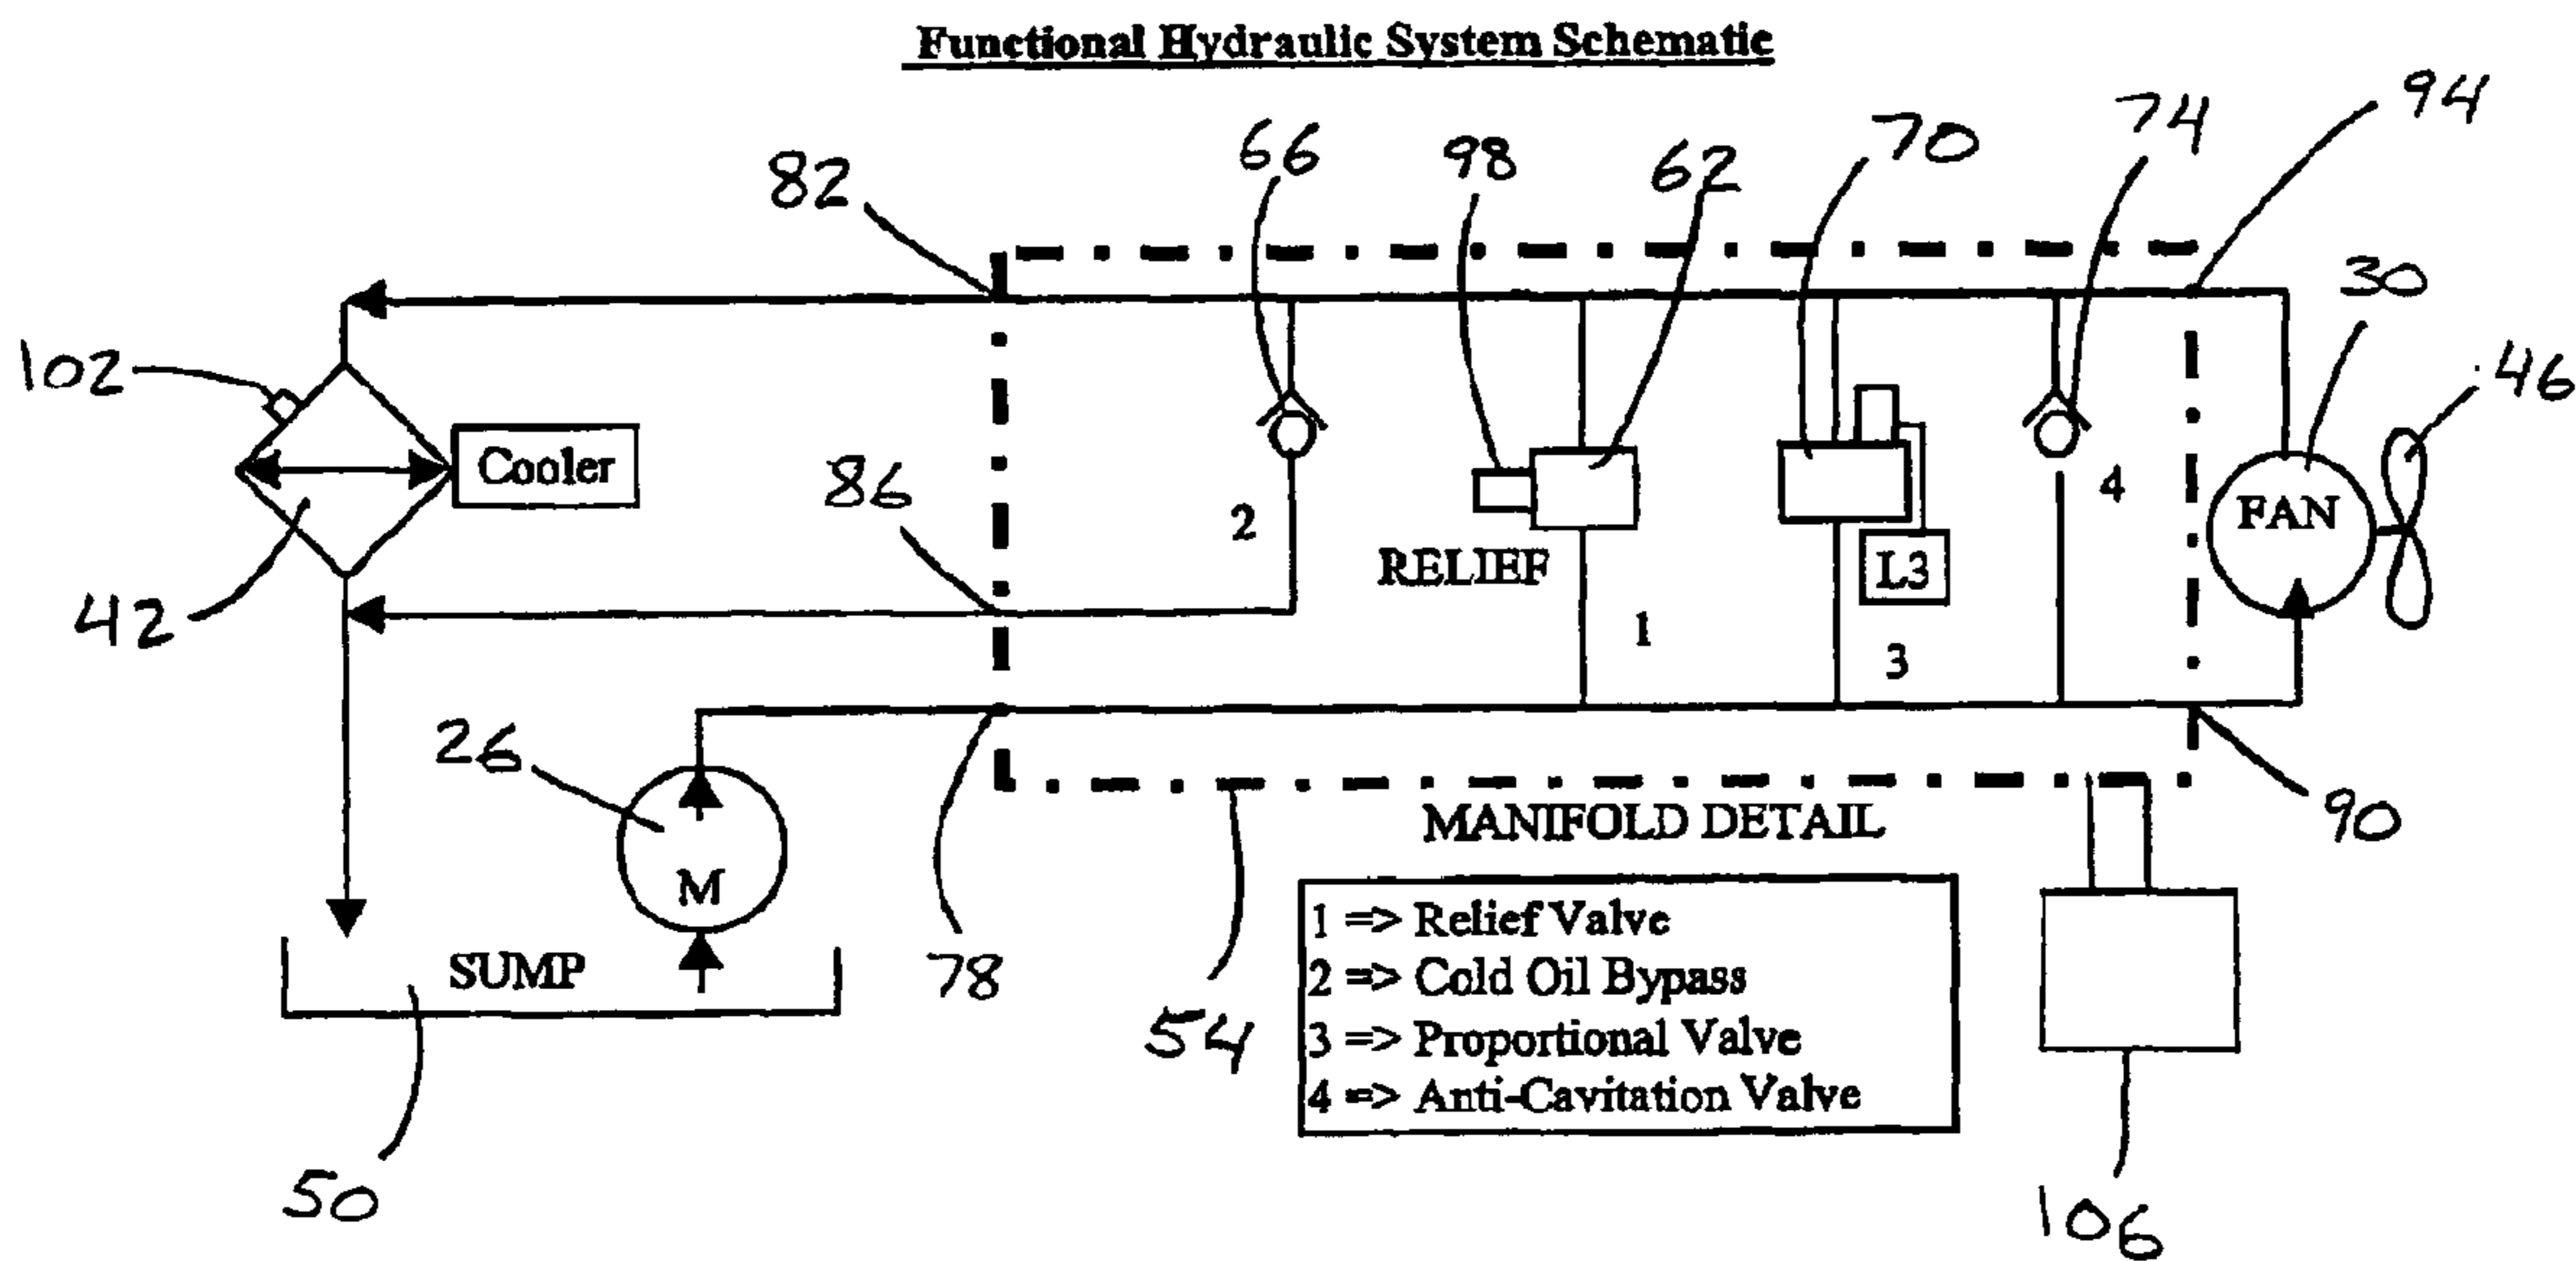 Functional Hydraulic System Schematic
94
66
98
62
70
74
82
30
102
46
Cooler
86
2
4
FAN
RELIEF
L3
42
1
3
26
90
MANIFOLD DETAIL
M
1 => Relief Valve
SUMP
78
2 => Cold Oil Bypass
54
3 => Proportional Valve
4 => Anti-Cavitation Valve
50
106